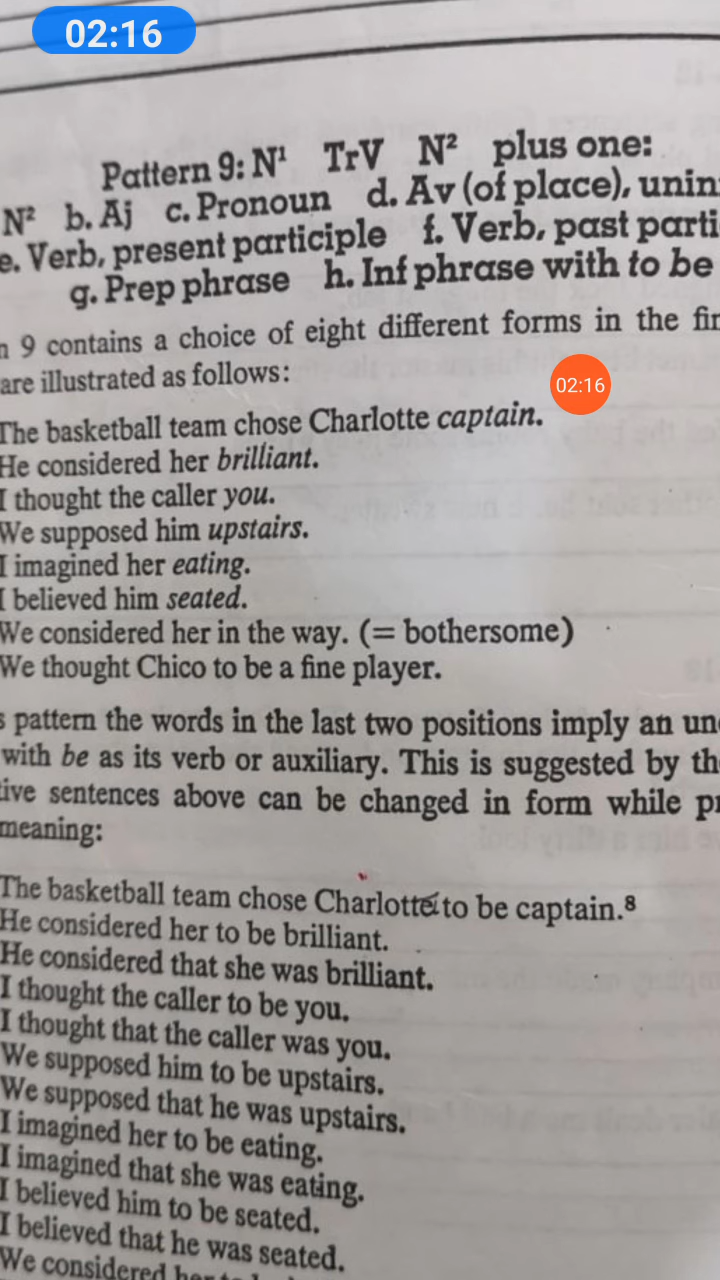 02:16
Pattern 9: N¹ TrV N² plus one:
N² b. Aj c. Pronoun d. Av (of place), unin
e. Verb, present participle f. Verb, past parti
g. Prep phrase h. Inf phrase with to be
n 9 contains a choice of eight different forms in the
are illustrated as follows:
02:16
The basketball team chose Charlotte captain.
He considered her brilliant.
I thought the caller you.
We supposed him upstairs.
I imagined her eating.
I believed him seated.
We considered her in the way. (= bothersome)
We thought Chico to be a fine player.
s pattern the words in the last two positions imply an un
with be as its verb or auxiliary. This is suggested by th
tive sentences above can be changed in form while pr
meaning:
The basketball team chose Charlotte to be captain.⁸
He considered her to be brilliant.
He considered that she was brilliant.
I thought the caller to be you.
I thought that the caller was you.
We supposed him to be upstairs.
We supposed that he was upstairs.
I imagined her to be eating.
I imagined that she was eating.
I believed him to be seated.
I believed that he was seated.
We considered her to